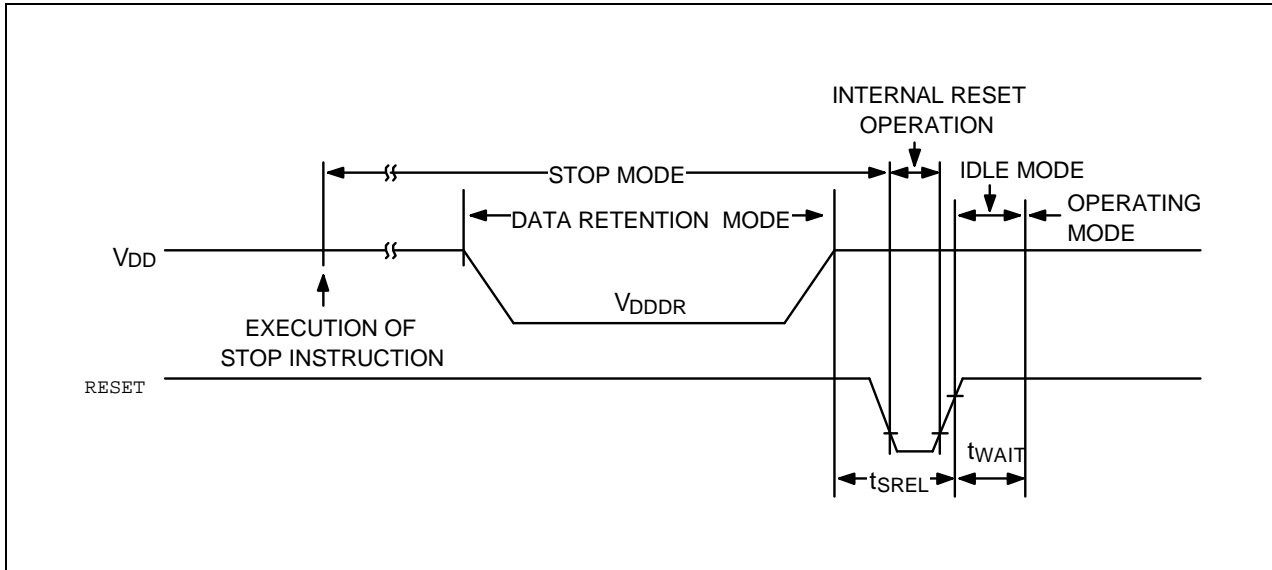 INTERNAL RESET
OPERATION
STOP MODE
IDLE MODE
DATA RETENTION MODE
OPERATING
MODE
VDD
VDDDR
EXECUTION OF
STOP INSTRUCTION
RESET
tWAIT
tSREL